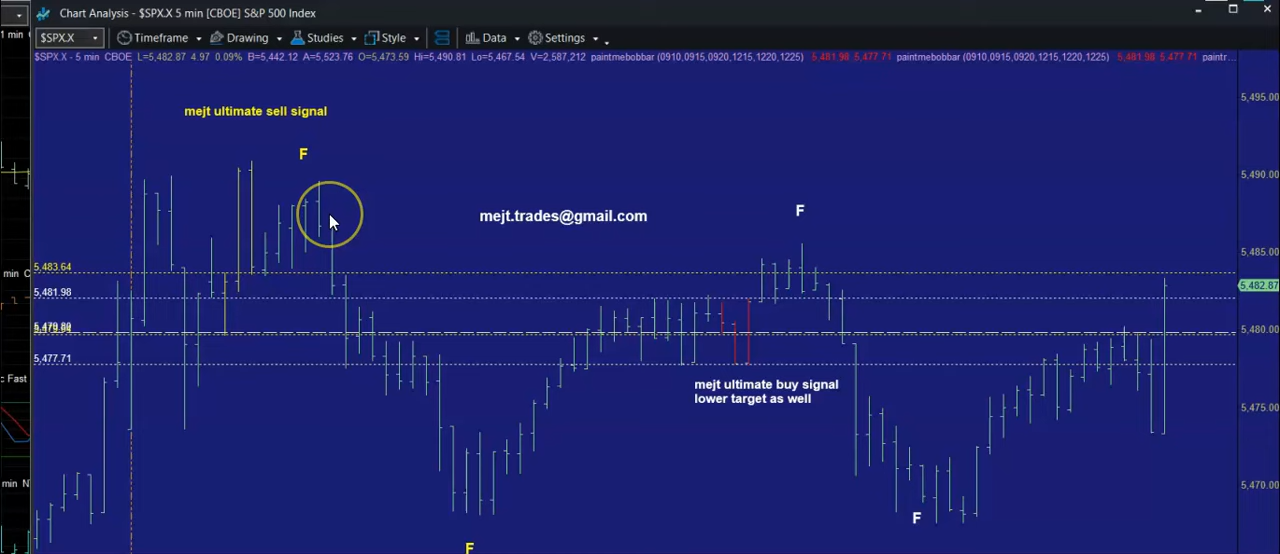 Chart Analysis - $SPX.X 5 min [CBOE] S&P 500 Index
1 min
$SPX.X Timeframe Drawing Studies Style Data Settings
$SPX.X - 5 min CBOE L=5,482.87 4.97 0.09% B=5,442.12 A=5,523.76 O=5,473.59 Hi=5,490.81 Lo=5,467.54 V=2,587,212 paintmebobbar (0910,0915,0920,1215,1220,1225) 5,481.98 5,477.71 paintmebobbar (0910,0915,0920,1215,1220,1225) 5,481.98 5,477.71 paintr...
5,495.00
mejt ultimate sell signal
F
5,490.00
F
mejt.trades@gmail.com
5,485.00
5,483.64
min C
5,482.87
5,481.98
5,480.00
5,477.71
c Fast
mejt ultimate buy signal
lower target as well
5,475.00
min N
5,470.00
F
F